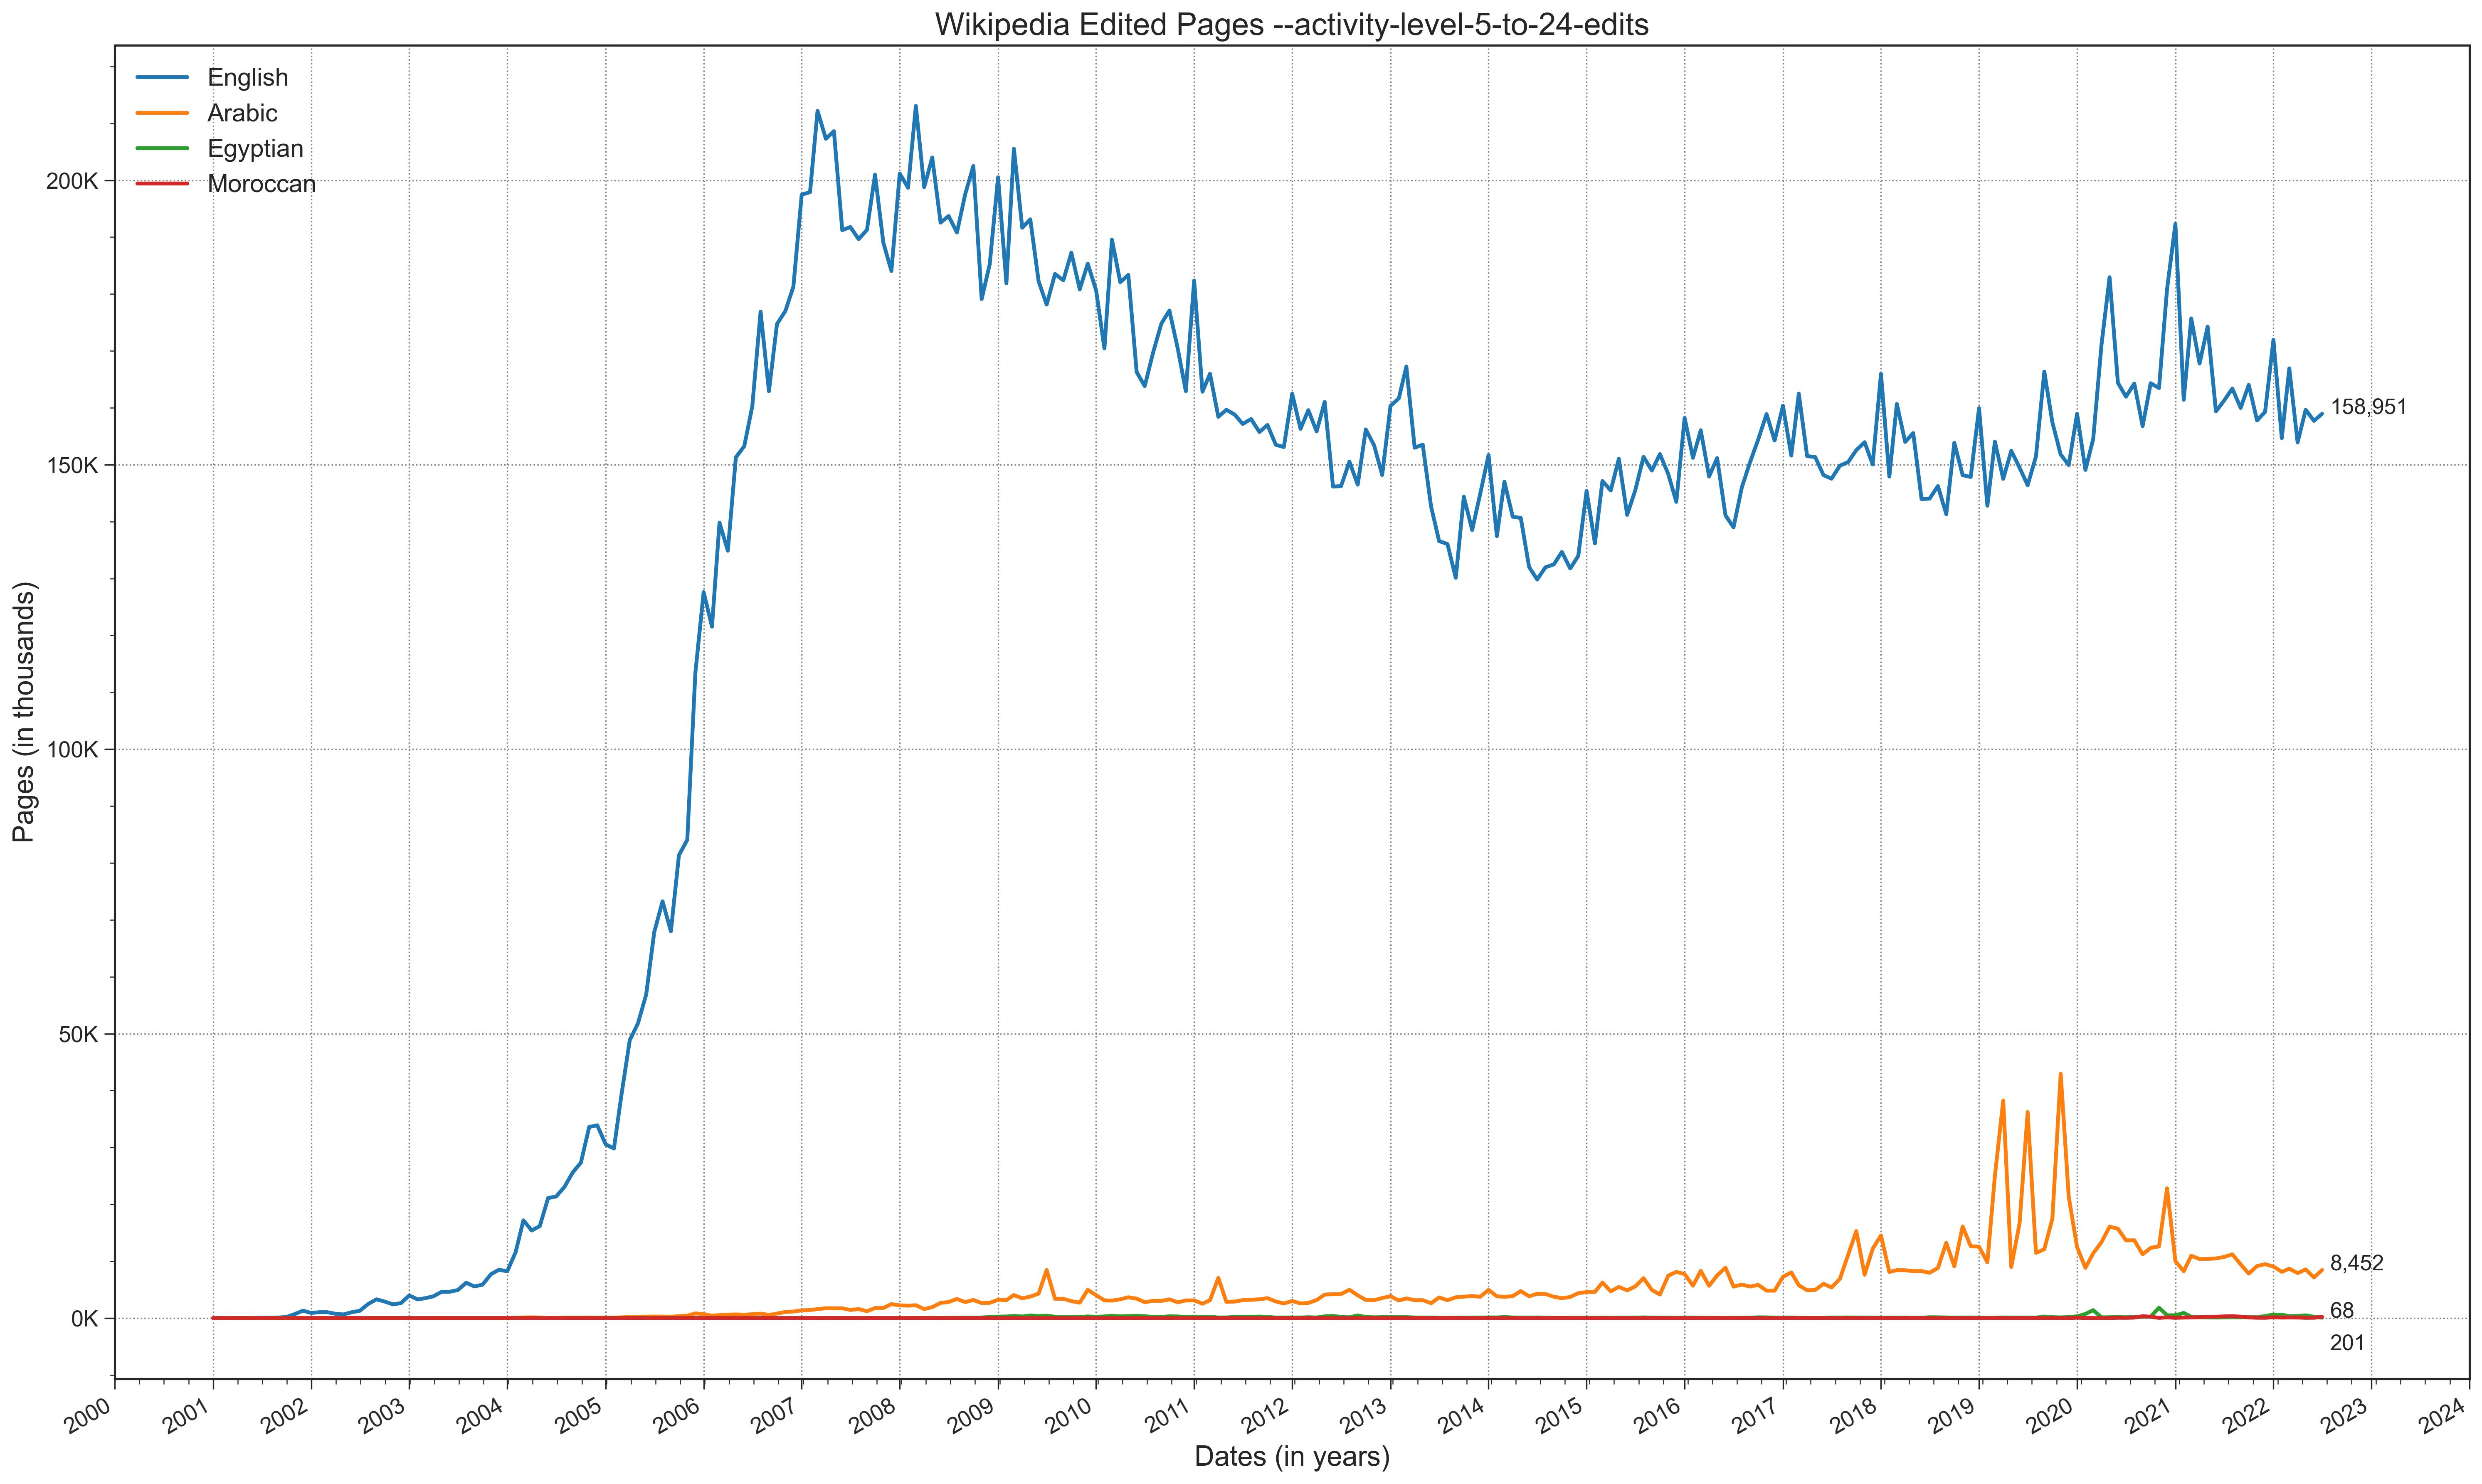 Wikipedia Edited Pages --activity-level-5-to-24-edits
English
Arabic
Egyptian
Moroccan
Pages (in thousands)
200K
150K
100K
50K
0K
158,951
8,452
68
201
2000
2001
2002
2003
2004
2005
2006
2007
2008
2009
2010
2011
2012
2013
2014
2015
2016
2017
2018
2019
2020
2021
2022
2023
2024
Dates (in years)